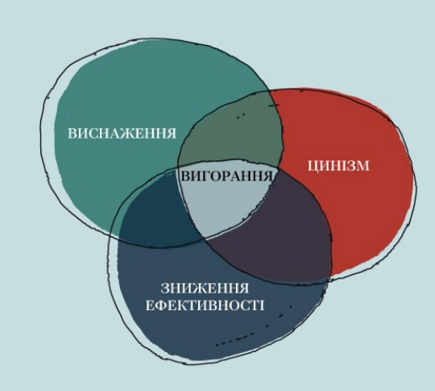 ВИСНАЖЕННЯ
ЦИНІЗМ
ВИГОРАННЯ
ЗНИЖЕННЯ
ЕФЕКТИВНОСТІ